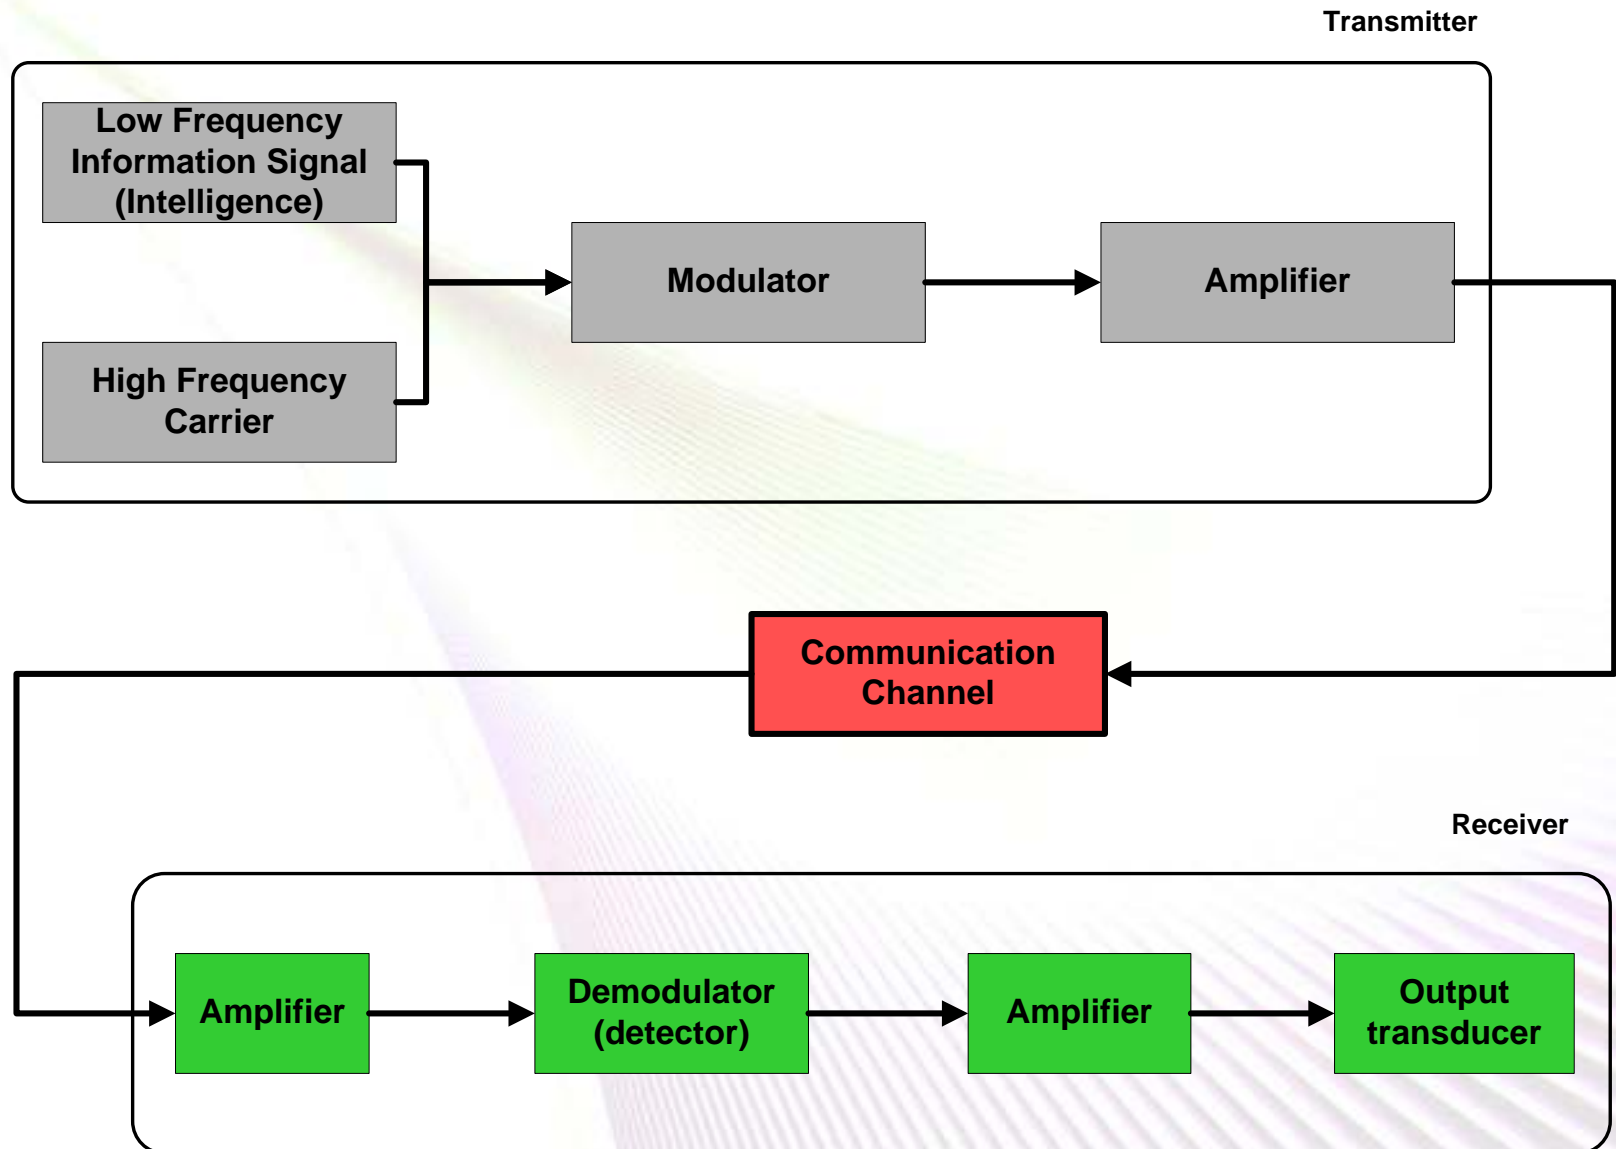 Transmitter
Low Frequency
Information Signal
(Intelligence)
Modulator
Amplifier
High Frequency
Carrier
Communication
Channel
Receiver
Amplifier
Demodulator
(detector)
Amplifier
Output
transducer